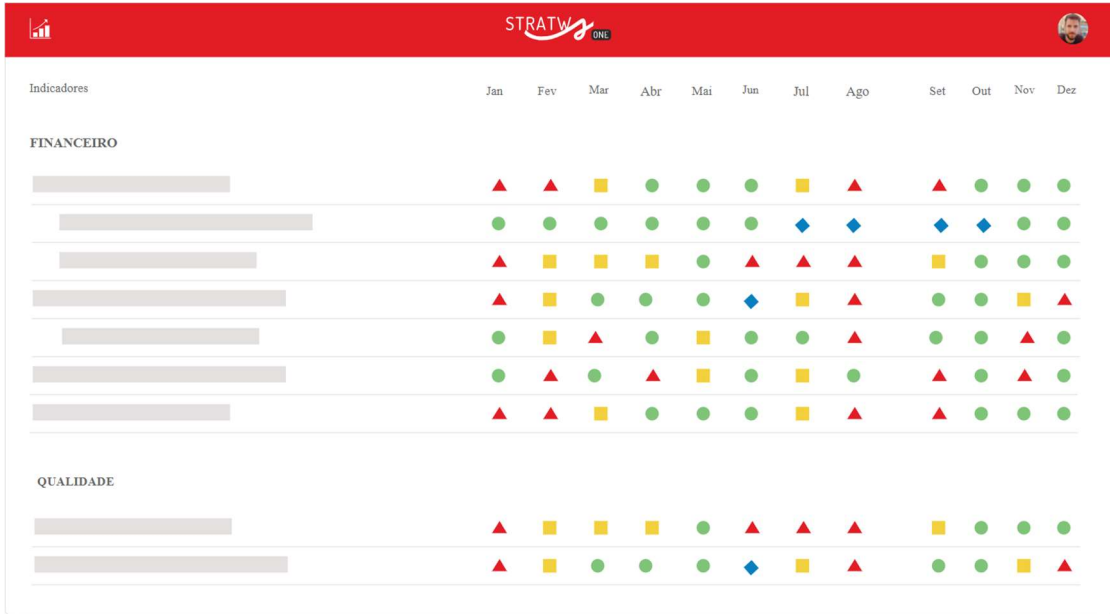 STRATWs ONE
Indicadores Jan Fev Mar Abr Mai Jun Jul Ago Set Out Nov Dez
FINANCEIRO
QUALIDADE